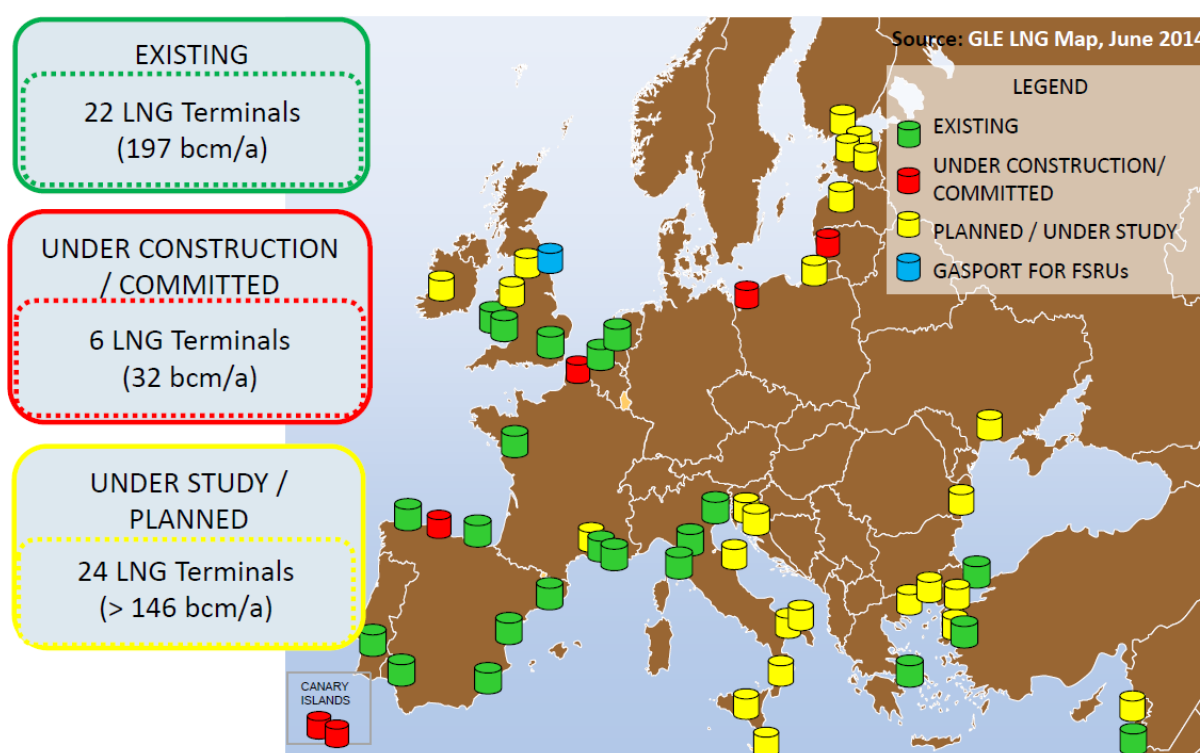 EXISTING
22 LNG Terminals
(197 bcm/a)
UNDER CONSTRUCTION
/ COMMITTED
6 LNG Terminals
(32 bcm/a)
UNDER STUDY /
PLANNED
24 LNG Terminals
(> 146 bcm/a)
Source: GLE LNG Map, June 2014
LEGEND
EXISTING
UNDER CONSTRUCTION/
COMMITTED
PLANNED / UNDER STUDY
GASPORT FOR FSRUs
CANARY
ISLANDS